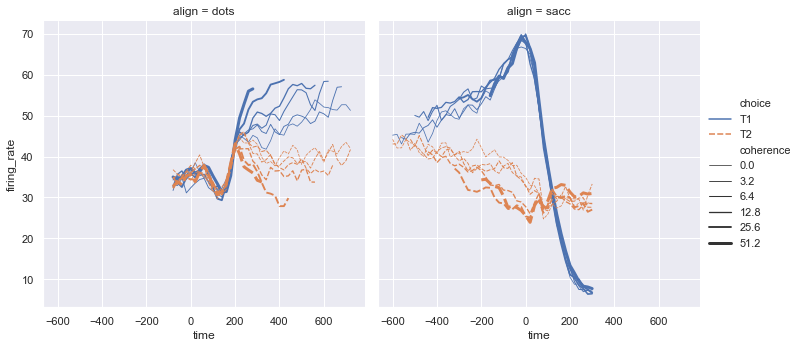 align = dots
align = sacc
70
60
50
40
30
20
10
firing_rate
−600 −400 −200 0 200 400 600
−600 −400 −200 0 200 400 600
time
time
choice
T1
T2
coherence
0.0
3.2
6.4
12.8
25.6
51.2